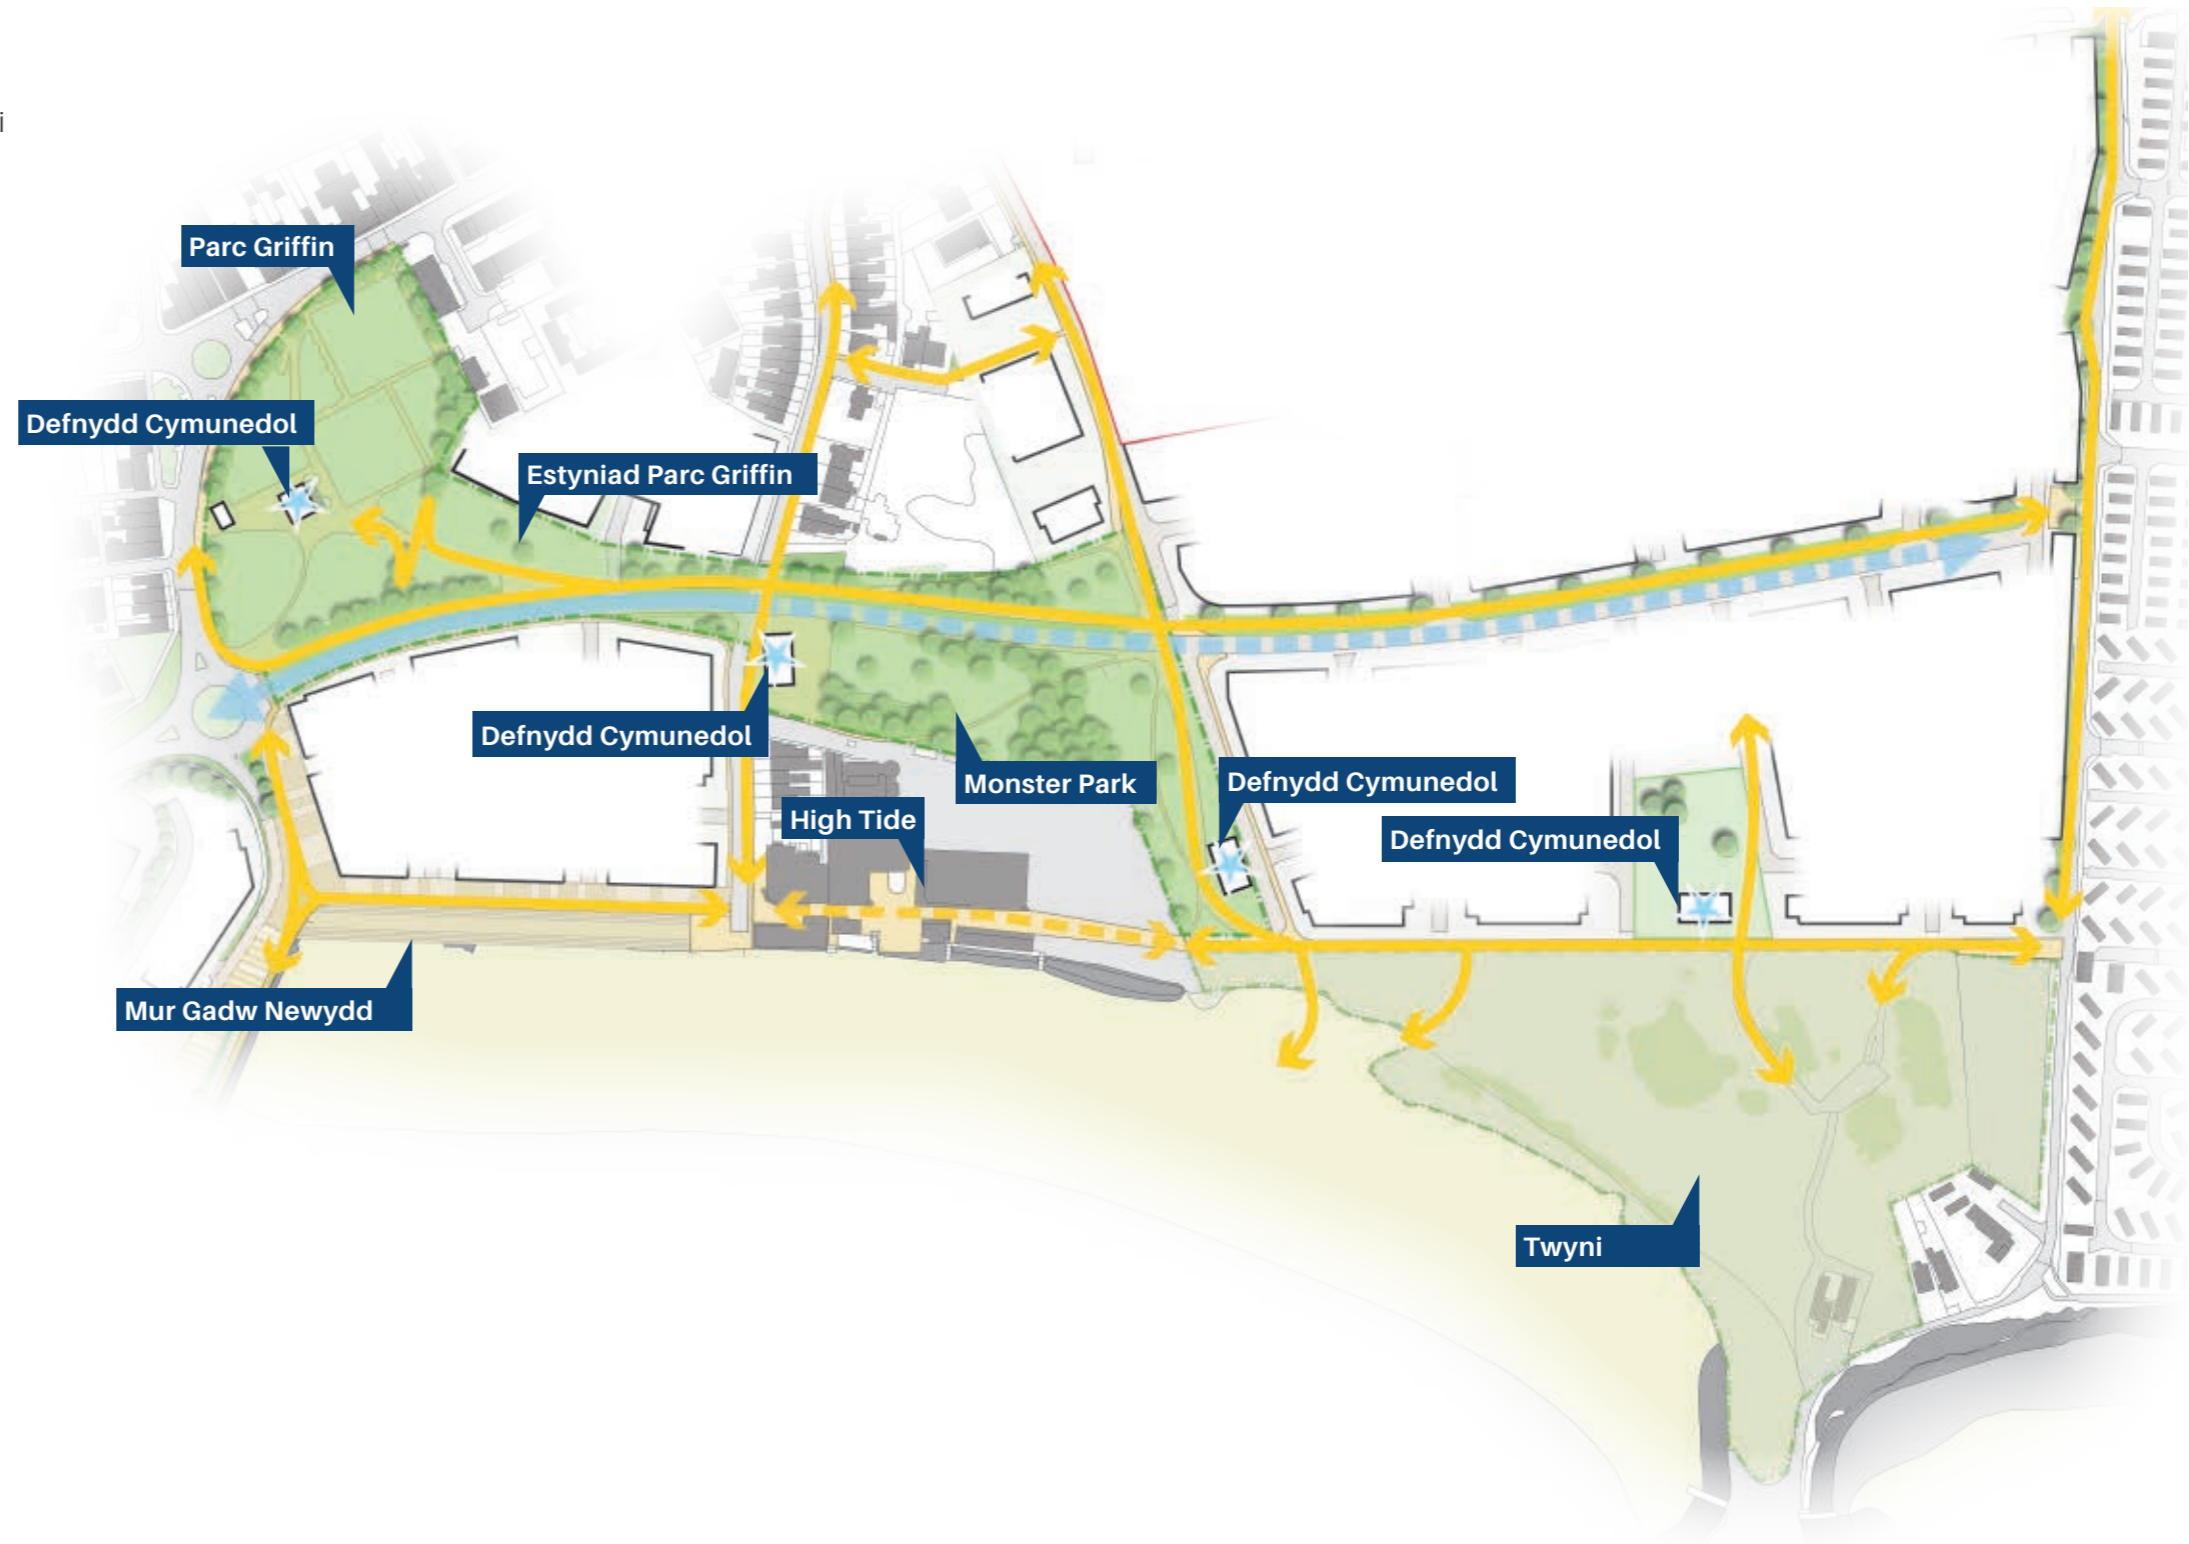 i
Parc Griffin
Defnydd Cymunedol
Estyniad Parc Griffin
Defnydd Cymunedol
Monster Park
Defnydd Cymunedol
High Tide
Defnydd Cymunedol
Mur Gadw Newydd
Twyni